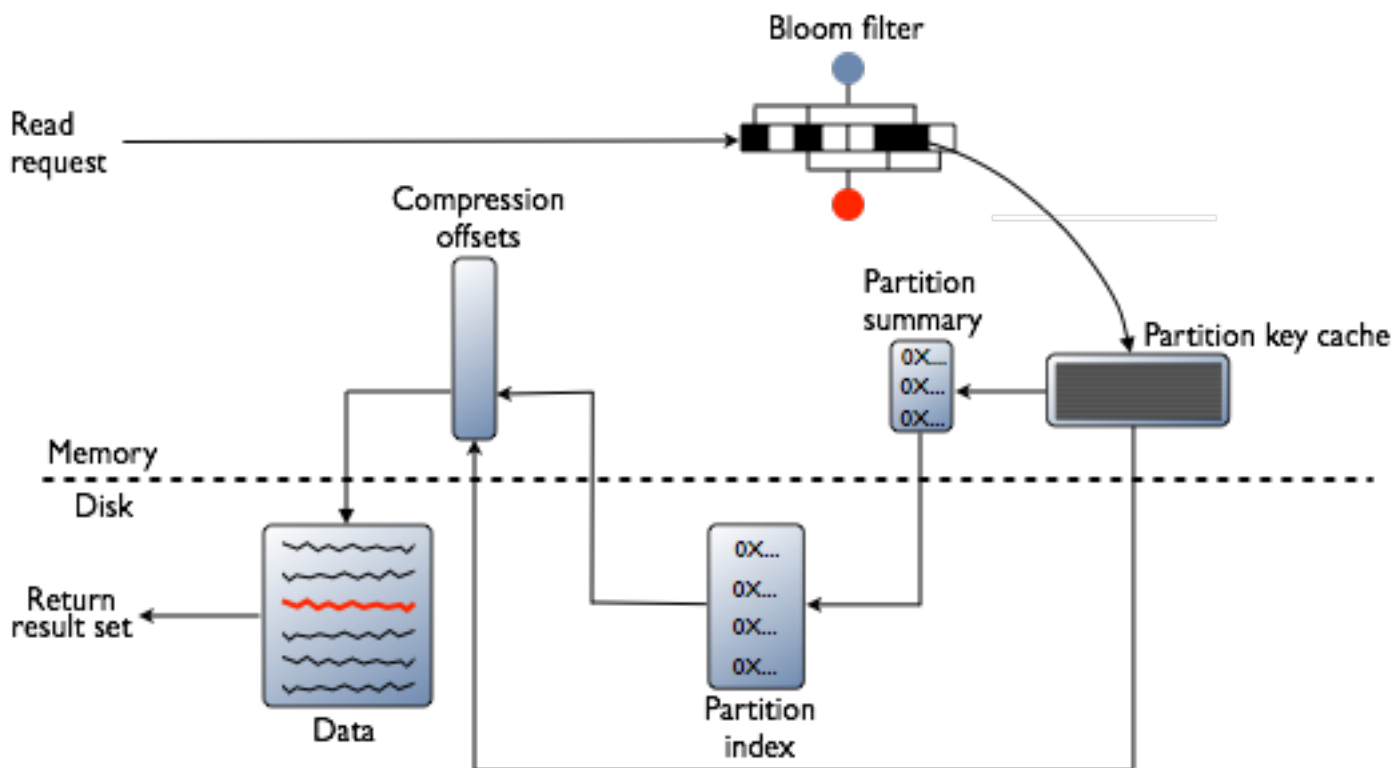 Bloom filter
Read
request
Compression
offsets
Partition
summary
Partition key cache
0X...
0X...
0X...
Memory
Disk
0X...
0X...
0X...
0X...
Return
result set
Data
Partition
index